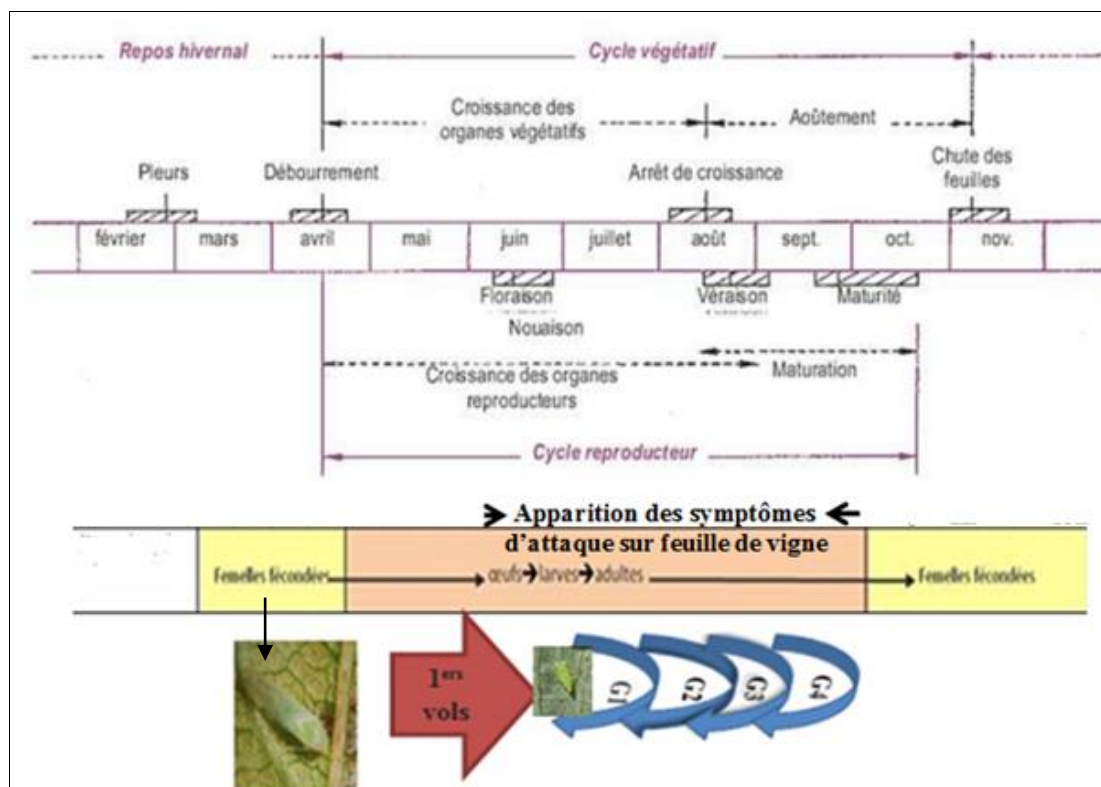 Repos hivernal
Cycle végétatif
Croissance des
organes végétatifs
Aoûtement
Pleurs
Débourrement
Arrêt de croissance
Chute des
feuilles
février mars avril mai juin juillet août sept. oct. nov.
Floraison
Véraison
Maturité
Nouaison
Croissance des organes
reproducteurs
Maturation
Cycle reproducteur
Apparition des symptômes
d’attaque sur feuille de vigne
Femelles fécondées
œufs→larves→adultes
Femelles fécondées
1ers
vols
G1
G2
G3
G4